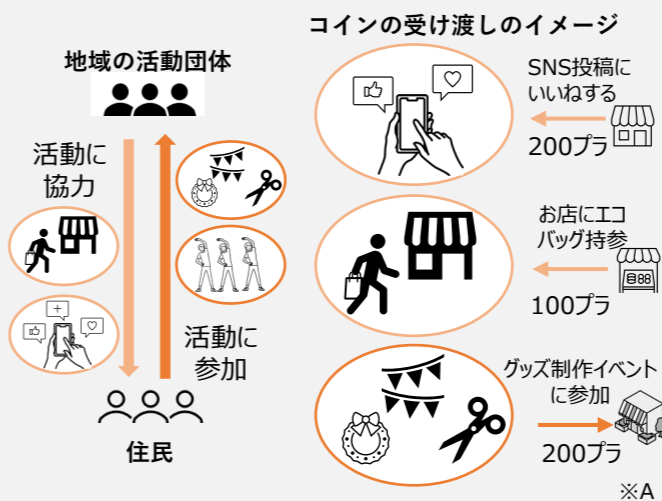 コインの受け渡しのイメージ
地域の活動団体
活動に
協力
活動に
参加
住民
SNS投稿に
いいねする
200プラ
お店にエコ
バッグ持参
88
100プラ
グッズ制作イベント
に参加
200プラ
※A